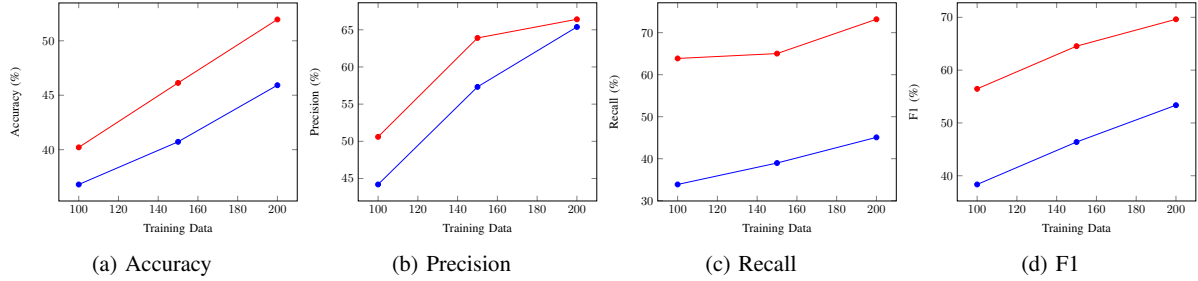 50
45
40
Accuracy (%)
100 120 140 160 180 200
Training Data
(a) Accuracy
65
60
55
50
45
Precision (%)
100 120 140 160 180 200
Training Data
(b) Precision
70
60
50
40
30
Recall (%)
100 120 140 160 180 200
Training Data
(c) Recall
70
60
50
40
F1 (%)
100 120 140 160 180 200
Training Data
(d) F1